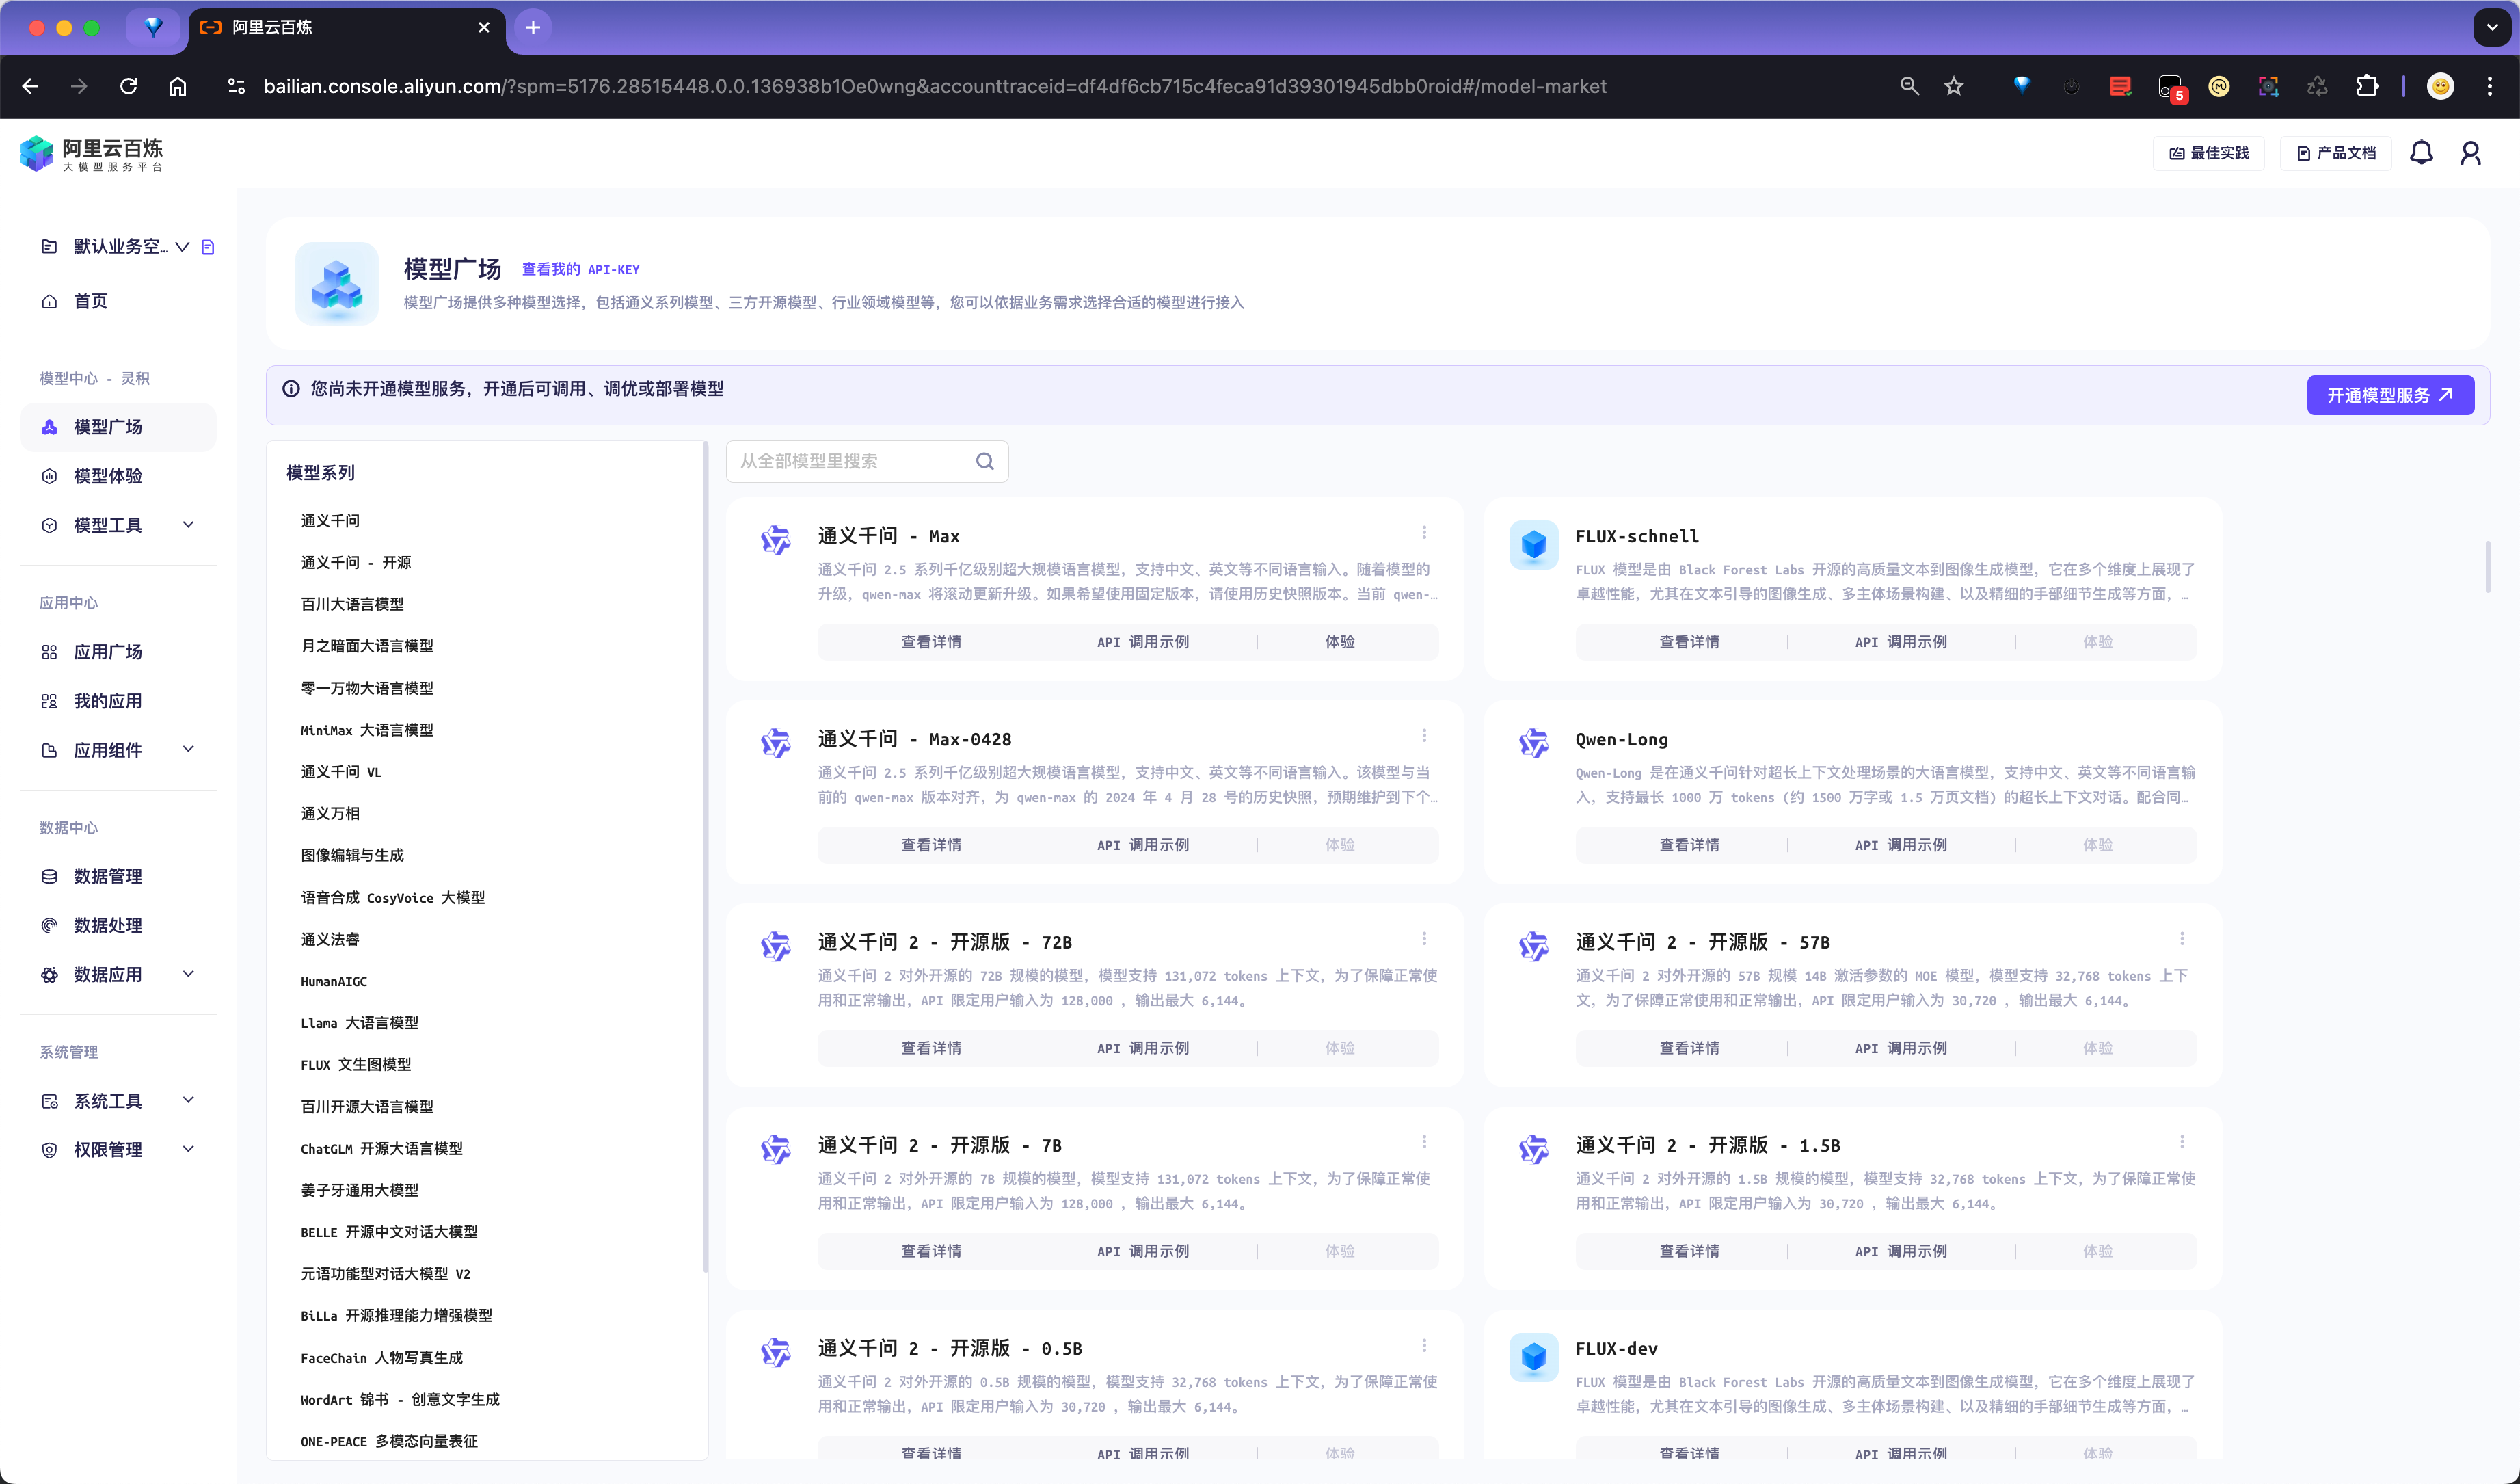 阿里云百炼
bailian.console.aliyun.com/?spm=5176.28515448.0.0.136938b1Oe0wng&accounttraceid=df4df6cb715c4feca91d39301945dbb0roid#/model-market
5
阿里云百炼
大模型服务平台
最佳实践
产品文档
默认业务空...
首页
模型中心 - 灵积
模型广场
模型体验
模型工具
应用中心
应用广场
我的应用
应用组件
数据中心
数据管理
数据处理
数据应用
系统管理
系统工具
权限管理
模型广场 查看我的 API-KEY
模型广场提供多种模型选择，包括通义系列模型、三方开源模型、行业领域模型等，您可以依据业务需求选择合适的模型进行接入
您尚未开通模型服务，开通后可调用、调优或部署模型
开通模型服务
模型系列
通义千问
通义千问 - 开源
百川大语言模型
月之暗面大语言模型
零一万物大语言模型
MiniMax 大语言模型
通义千问 VL
通义万相
图像编辑与生成
语音合成 CosyVoice 大模型
通义法睿
HumanAIGC
Llama 大语言模型
FLUX 文生图模型
百川开源大语言模型
ChatGLM 开源大语言模型
姜子牙通用大模型
BELLE 开源中文对话大模型
元语功能型对话大模型 V2
BiLLa 开源推理能力增强模型
FaceChain 人物写真生成
WordArt 锦书 - 创意文字生成
ONE-PEACE 多模态向量表征
从全部模型里搜索
通义千问 - Max
通义千问 2.5 系列千亿级别超大规模语言模型，支持中文、英文等不同语言输入。随着模型的
升级，qwen-max 将滚动更新升级。如果希望使用固定版本，请使用历史快照版本。当前 qwen-…
查看详情 API 调用示例 体验
FLUX-schnell
FLUX 模型是由 Black Forest Labs 开源的高质量文本到图像生成模型，它在多个维度上展现了
卓越性能，尤其在文本引导的图像生成、多主体场景构建、以及精细的手部细节生成等方面，…
查看详情 API 调用示例 体验
通义千问 - Max-0428
通义千问 2.5 系列千亿级别超大规模语言模型，支持中文、英文等不同语言输入。该模型与当
前的 qwen-max 版本对齐，为 qwen-max 的 2024 年 4 月 28 号的历史快照，预期维护到下个…
查看详情 API 调用示例 体验
Qwen-Long
Qwen-Long 是在通义千问针对超长上下文处理场景的大语言模型，支持中文、英文等不同语言输
入，支持最长 1000 万 tokens (约 1500 万字或 1.5 万页文档) 的超长上下文对话。配合同…
查看详情 API 调用示例 体验
通义千问 2 - 开源版 - 72B
通义千问 2 对外开源的 72B 规模的模型，模型支持 131,072 tokens 上下文，为了保障正常使
用和正常输出，API 限定用户输入为 128,000 ，输出最大 6,144。
查看详情 API 调用示例 体验
通义千问 2 - 开源版 - 57B
通义千问 2 对外开源的 57B 规模 14B 激活参数的 MOE 模型，模型支持 32,768 tokens 上下
文，为了保障正常使用和正常输出，API 限定用户输入为 30,720 ，输出最大 6,144。
查看详情 API 调用示例 体验
通义千问 2 - 开源版 - 7B
通义千问 2 对外开源的 7B 规模的模型，模型支持 131,072 tokens 上下文，为了保障正常使
用和正常输出，API 限定用户输入为 128,000 ，输出最大 6,144。
查看详情 API 调用示例 体验
通义千问 2 - 开源版 - 1.5B
通义千问 2 对外开源的 1.5B 规模的模型，模型支持 32,768 tokens 上下文，为了保障正常使
用和正常输出，API 限定用户输入为 30,720 ，输出最大 6,144。
查看详情 API 调用示例 体验
通义千问 2 - 开源版 - 0.5B
通义千问 2 对外开源的 0.5B 规模的模型，模型支持 32,768 tokens 上下文，为了保障正常使
用和正常输出，API 限定用户输入为 30,720 ，输出最大 6,144。
查看详情 API 调用示例 体验
FLUX-dev
FLUX 模型是由 Black Forest Labs 开源的高质量文本到图像生成模型，它在多个维度上展现了
卓越性能，尤其在文本引导的图像生成、多主体场景构建、以及精细的手部细节生成等方面，…
查看详情 API 调用示例 体验